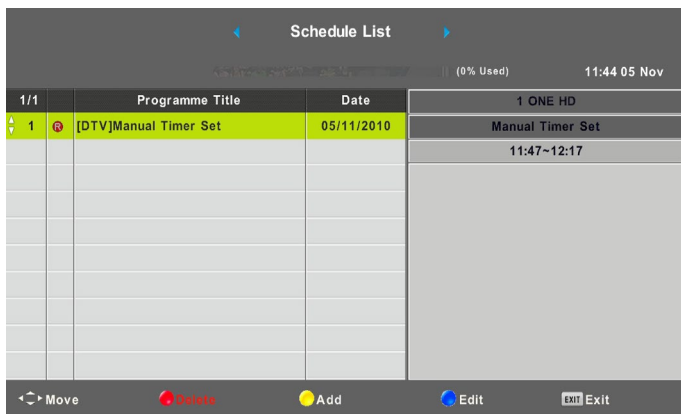 Schedule List
(0% Used) 11:44 05 Nov
1/1 Programme Title Date 1 ONE HD
1 R [DTV]Manual Timer Set 05/11/2010 Manual Timer Set
11:47~12:17
Move Delete Add Edit EXIT Exit